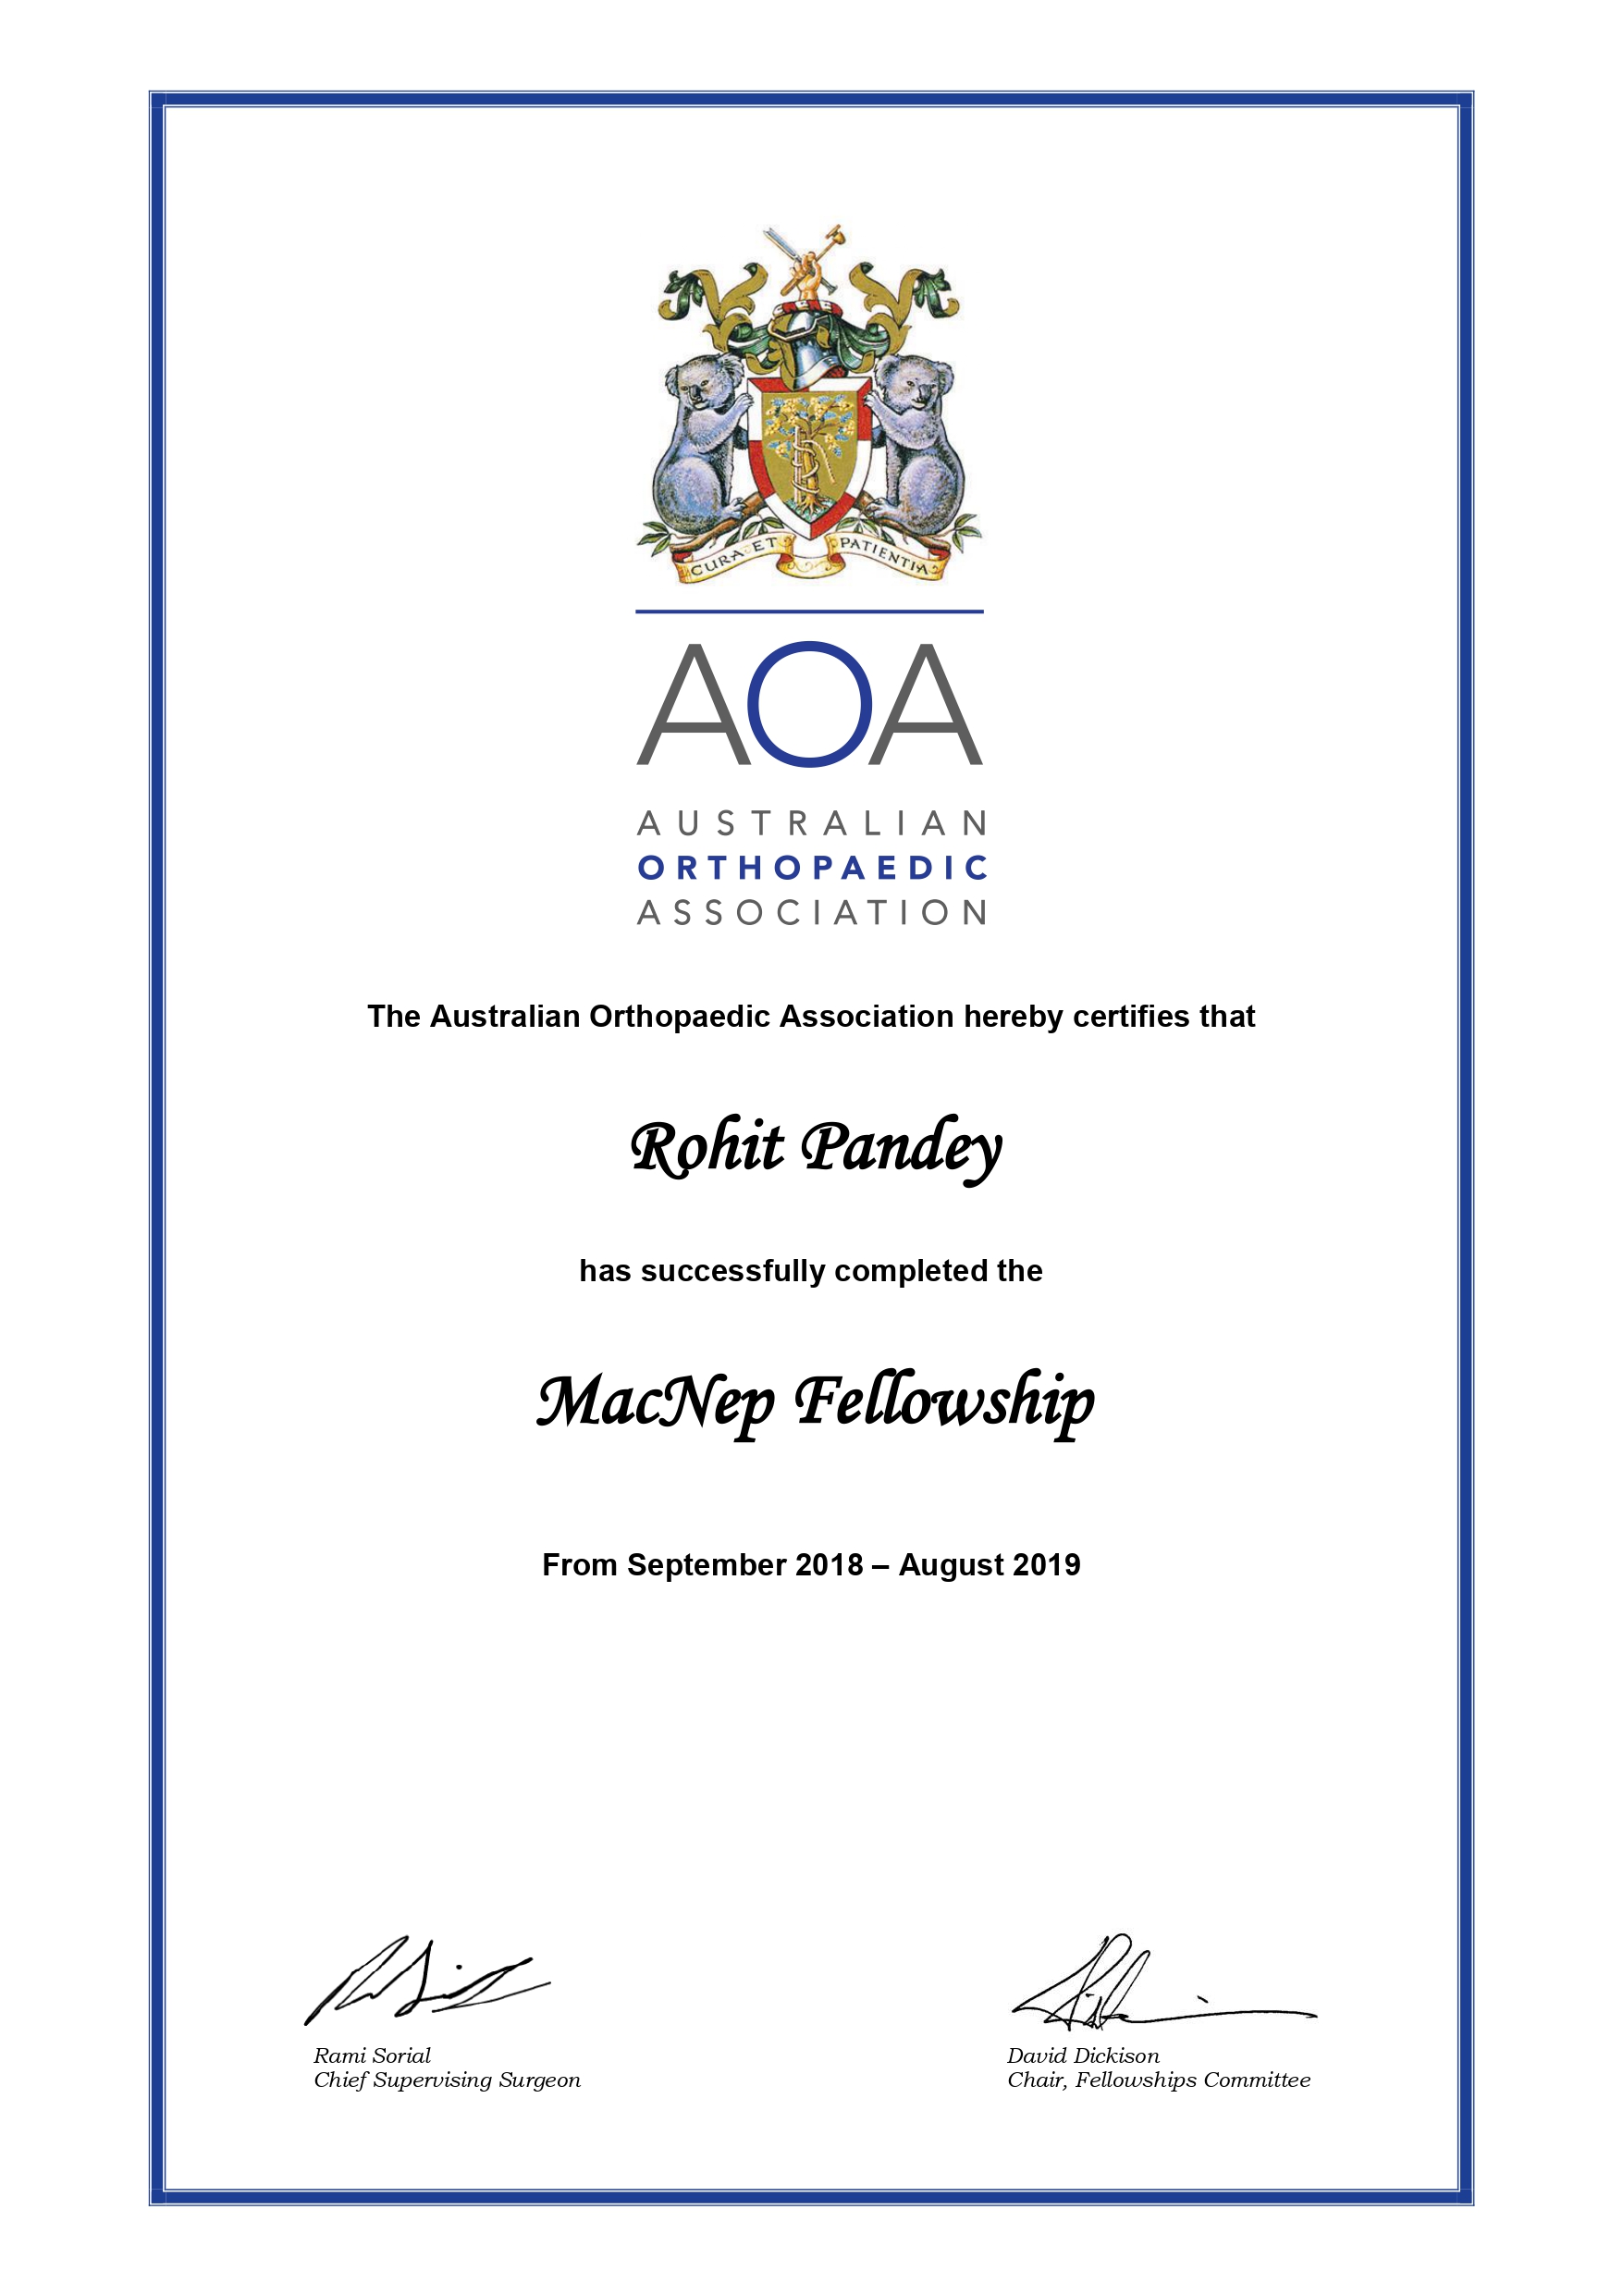 CURA ET PATIENTIA
AOA
AUSTRALIAN
ORTHOPAEDIC
ASSOCIATION
The Australian Orthopaedic Association hereby certifies that
Rohit Pandey
has successfully completed the
MacNep Fellowship
From September 2018 – August 2019
Rami Sorial
Chief Supervising Surgeon
David Dickison
Chair, Fellowships Committee